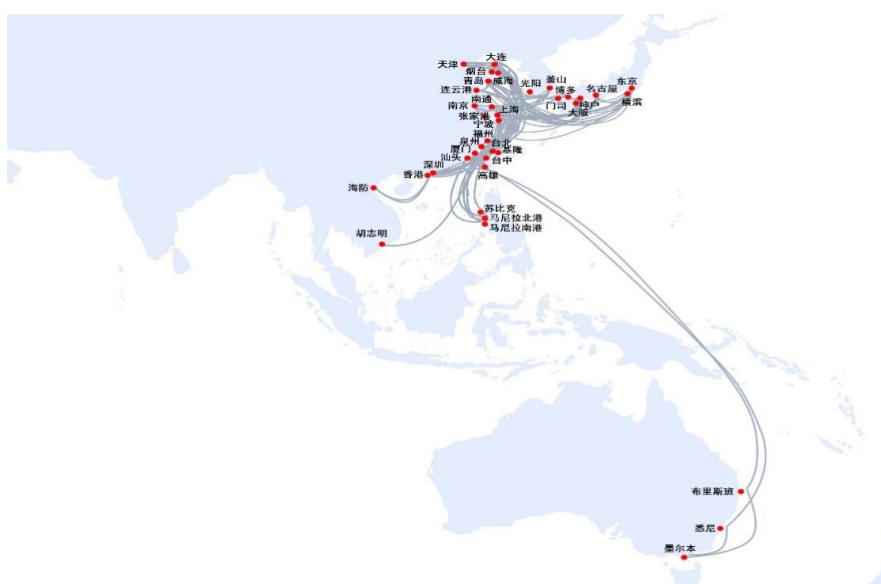 大连
天津
烟台
威海
青岛
釜山
东京
光阳
博多
名古屋
连云港
门司
神户
横滨
大阪
南通
南京
上海
张家港
宁波
福州
泉州
台北
厦门
基隆
汕头
台中
深圳
香港
高雄
海防
苏比克
马尼拉北港
马尼拉南港
胡志明
布里斯班
悉尼
墨尔本